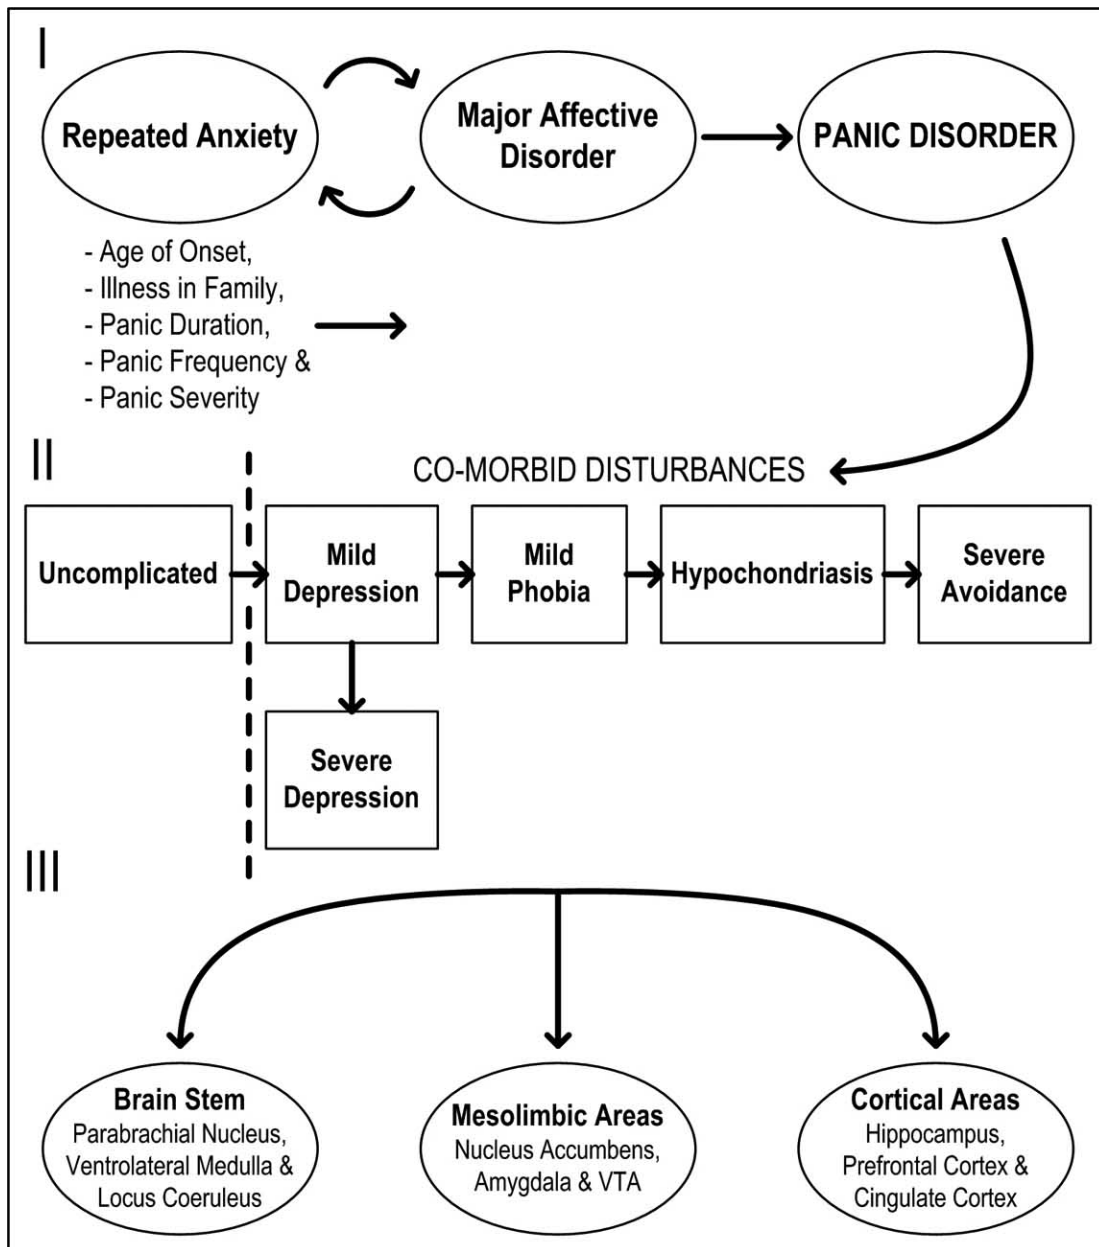 I
Repeated Anxiety
Major Affective
Disorder
PANIC DISORDER
- Age of Onset,
- Illness in Family,
- Panic Duration,
- Panic Frequency &
- Panic Severity
II
CO-MORBID DISTURBANCES
Uncomplicated
Mild
Depression
Mild
Phobia
Hypochondriasis
Severe
Avoidance
Severe
Depression
III
Brain Stem
Parabrachial Nucleus,
Ventrolateral Medulla &
Locus Coeruleus
Mesolimbic Areas
Nucleus Accumbens,
Amygdala & VTA
Cortical Areas
Hippocampus,
Prefrontal Cortex &
Cingulate Cortex